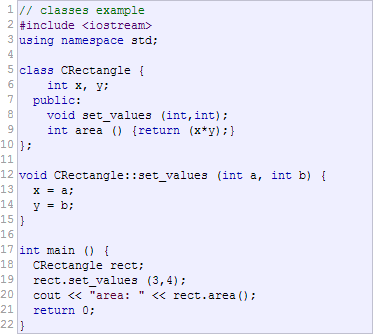 1 // classes example
2 #include <iostream>
3 using namespace std;
4
5 class CRectangle {
6     int x, y;
7   public:
8     void set_values (int,int);
9     int area () {return (x*y);}
10 };
11
12 void CRectangle::set_values (int a, int b) {
13   x = a;
14   y = b;
15 }
16
17 int main () {
18   CRectangle rect;
19   rect.set_values (3,4);
20   cout << "area: " << rect.area();
21   return 0;
22 }